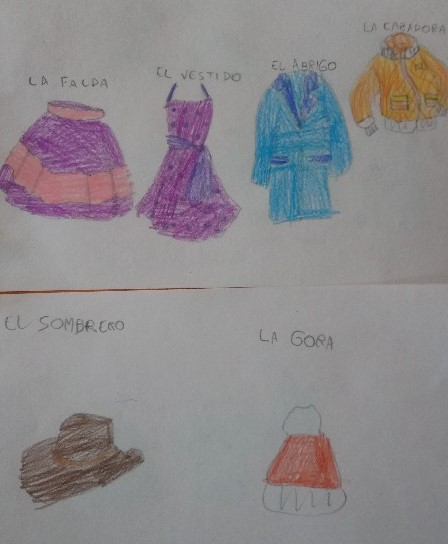 LA FALDA
EL VESTIDO
EL ABRIGO
LA CAZADORA
EL SOMBRERO
LA GORA